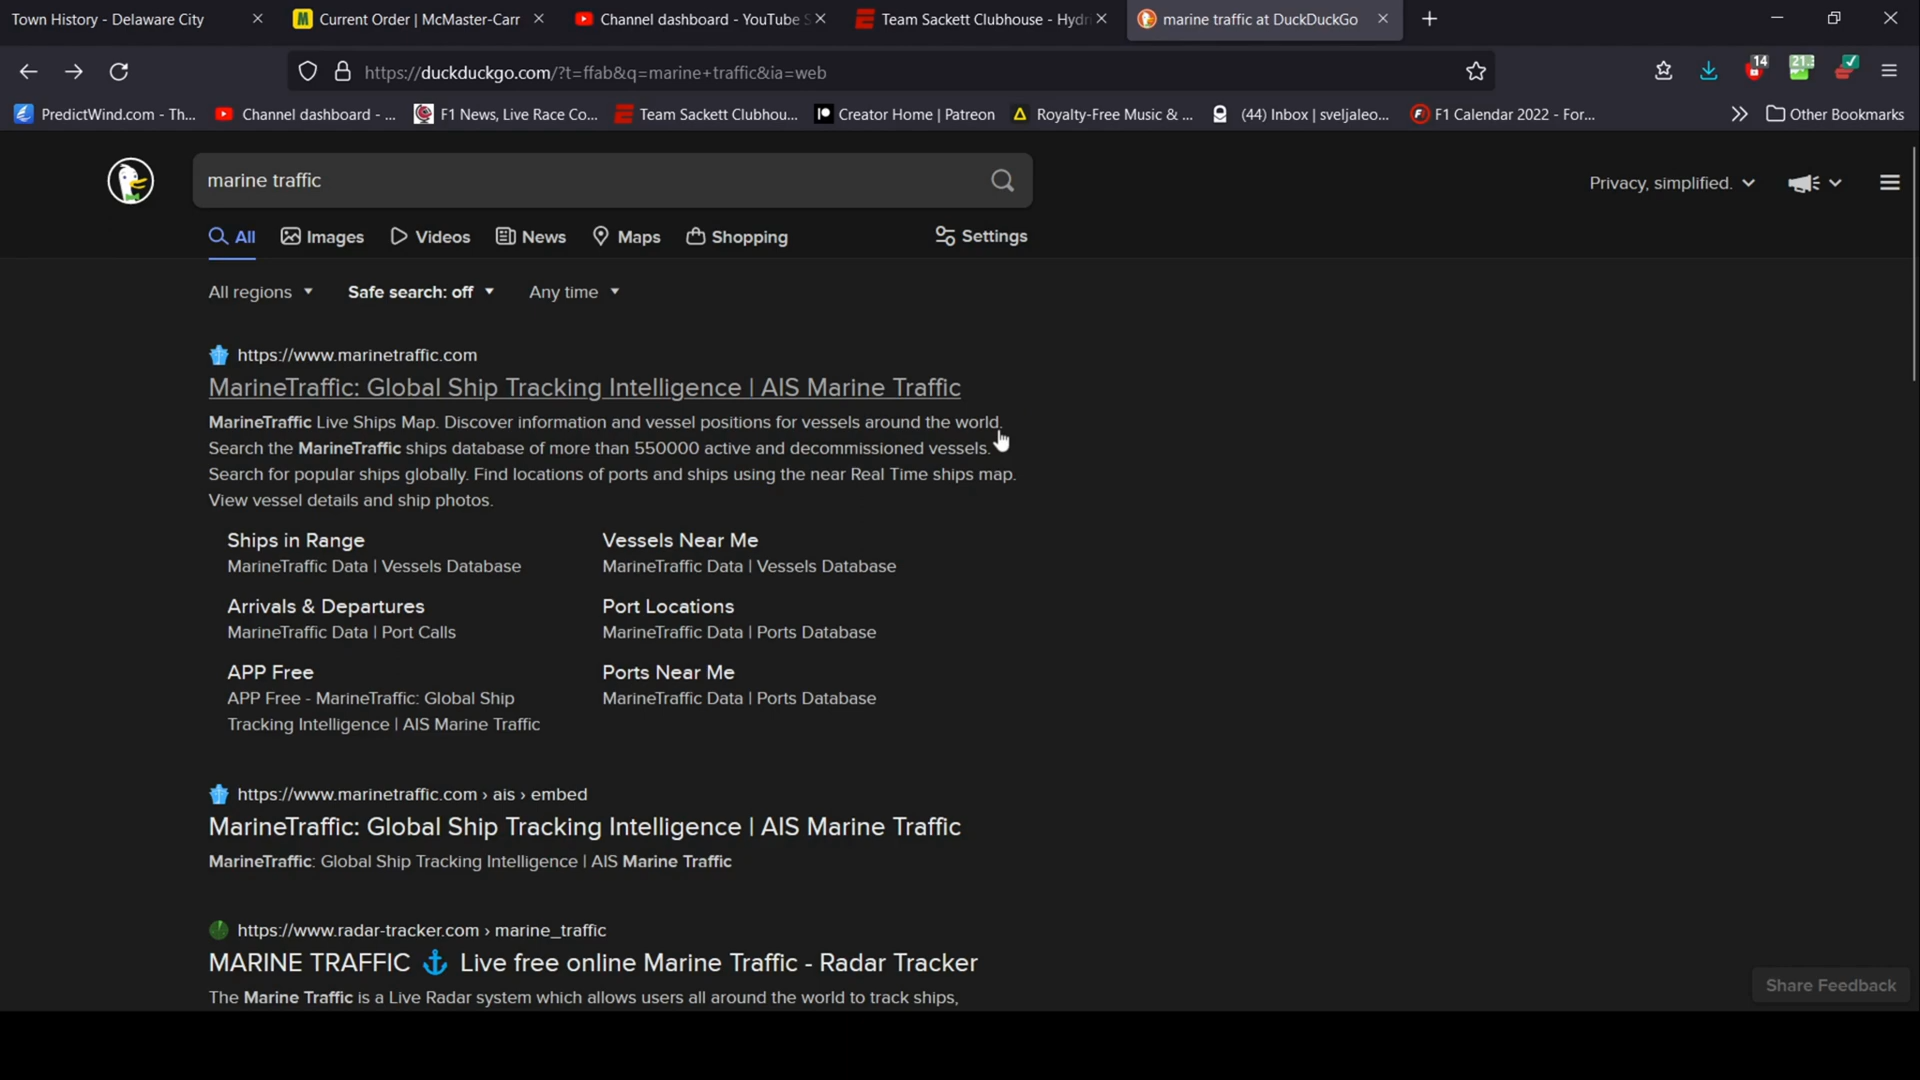 Town History - Delaware City
Current Order | McMaster-Carr
Channel dashboard - YouTube S
Team Sackett Clubhouse - Hydr
marine traffic at DuckDuckGo
https://duckduckgo.com/?t=ffab&q=marine+traffic&ia=web
14
21.
PredictWind.com - Th...
Channel dashboard - ...
F1 News, Live Race Co...
Team Sackett Clubhou...
Creator Home | Patreon
Royalty-Free Music & ...
(44) Inbox | sveljaleo...
F1 Calendar 2022 - For...
Other Bookmarks
marine traffic
Privacy, simplified.
All
Images
Videos
News
Maps
Shopping
Settings
All regions
Safe search: off
Any time
https://www.marinetraffic.com
MarineTraffic: Global Ship Tracking Intelligence | AIS Marine Traffic
MarineTraffic Live Ships Map. Discover information and vessel positions for vessels around the world.
Search the MarineTraffic ships database of more than 550000 active and decommissioned vessels.
Search for popular ships globally. Find locations of ports and ships using the near Real Time ships map.
View vessel details and ship photos.
Ships in Range
MarineTraffic Data | Vessels Database
Vessels Near Me
MarineTraffic Data | Vessels Database
Arrivals & Departures
MarineTraffic Data | Port Calls
Port Locations
MarineTraffic Data | Ports Database
APP Free
APP Free - MarineTraffic: Global Ship
Tracking Intelligence | AIS Marine Traffic
Ports Near Me
MarineTraffic Data | Ports Database
https://www.marinetraffic.com › ais › embed
MarineTraffic: Global Ship Tracking Intelligence | AIS Marine Traffic
MarineTraffic: Global Ship Tracking Intelligence | AIS Marine Traffic
https://www.radar-tracker.com › marine_traffic
MARINE TRAFFIC ⚓ Live free online Marine Traffic - Radar Tracker
The Marine Traffic is a Live Radar system which allows users all around the world to track ships,
Share Feedback